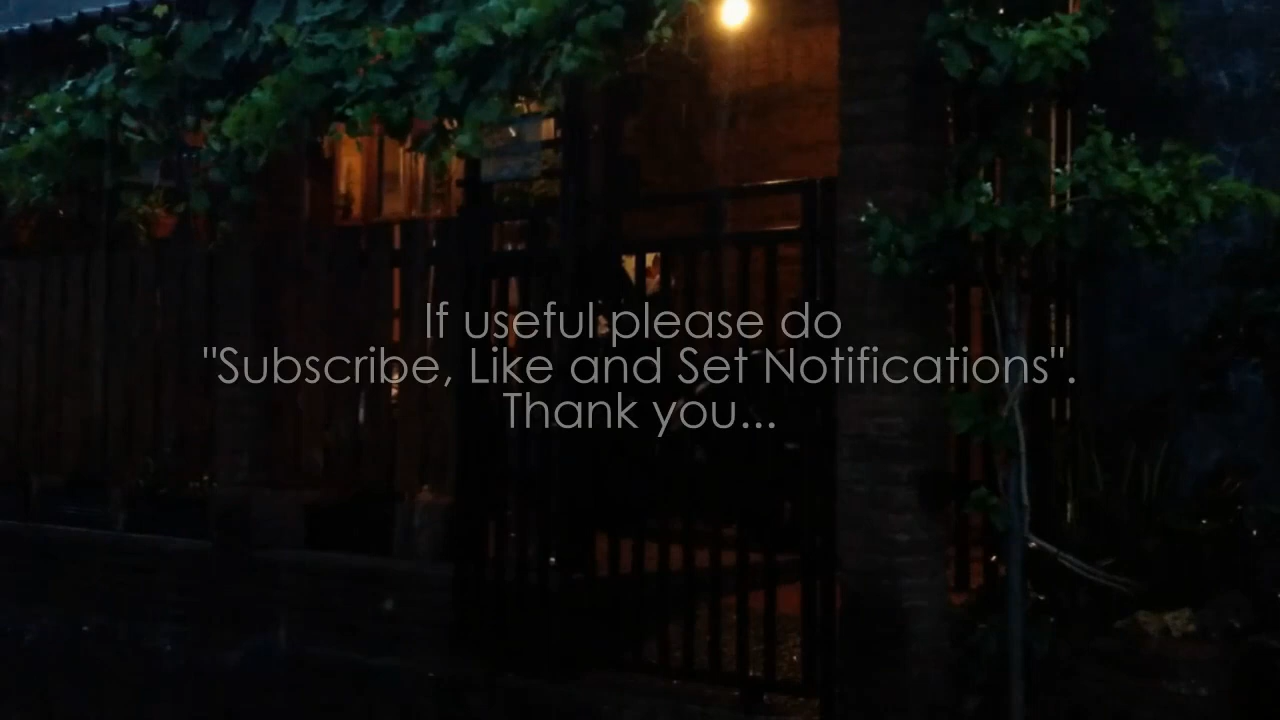 If useful please do
"Subscribe, Like and Set Notifications".
Thank you...